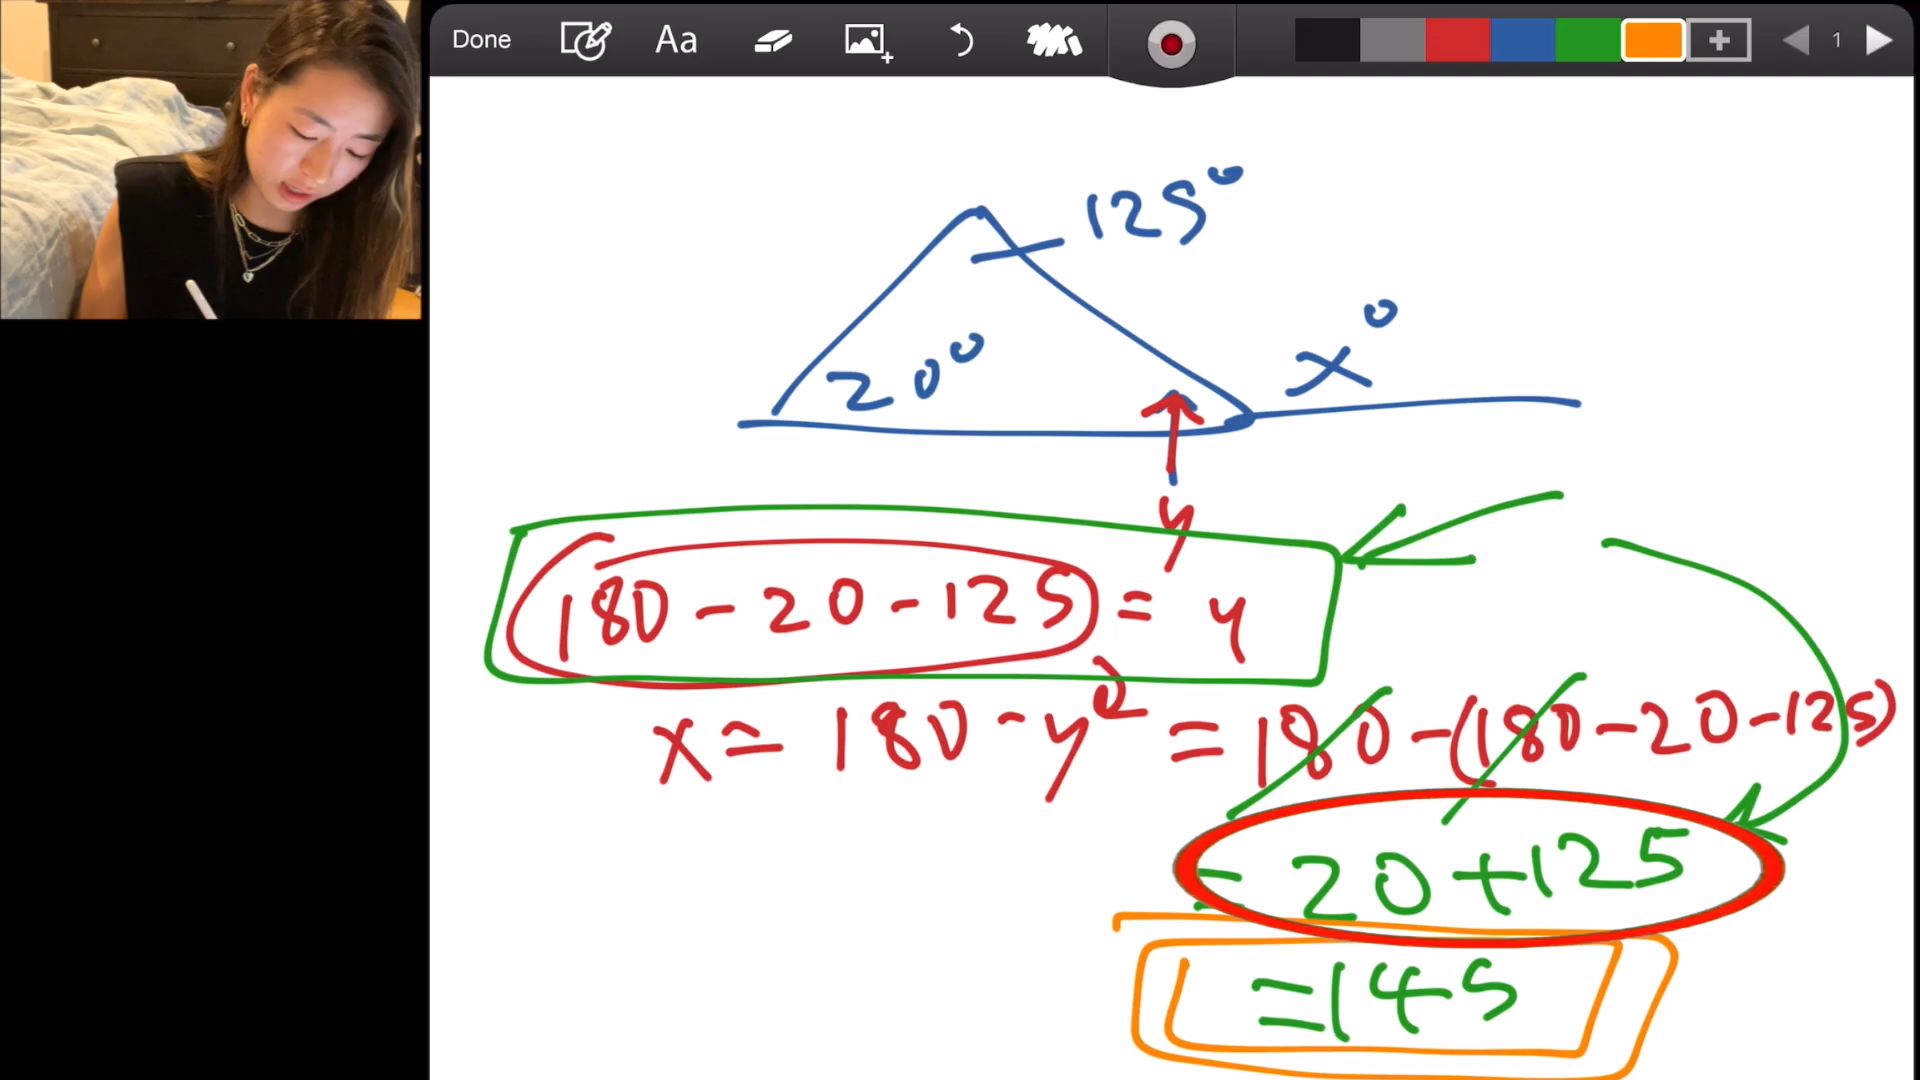 Done Aa 1
125°
20° x°
y
180 - 20 - 125 = y
x = 180 - y° = 180 - (180 - 20 - 125)
= 20 + 125
= 145